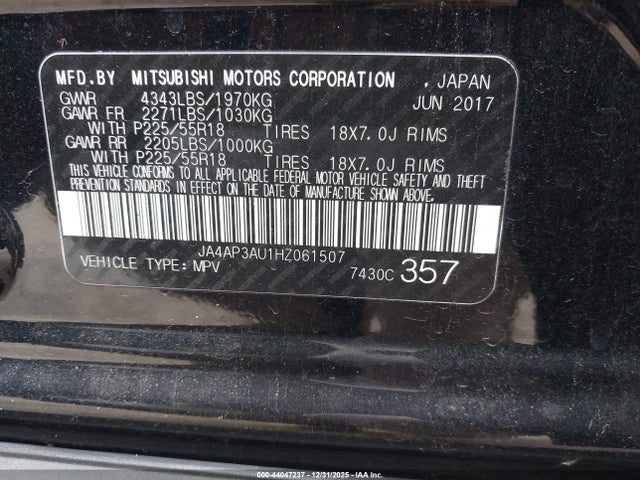 MFD.BY MITSUBISHI MOTORS CORPORATION , JAPAN
GVWR 4343LBS/1970KG JUN 2017
GAWR FR 2271LBS/1030KG
WITH P225/55R18 TIRES 18X7.0J RIMS
GAWR RR 2205LBS/1000KG
WITH P225/55R18 TIRES 18X7.0J RIMS
THIS VEHICLE CONFORMS TO ALL APPLICABLE FEDERAL MOTOR VEHICLE SAFETY AND THEFT
PREVENTION STANDARDS IN EFFECT ON THE DATE OF MANUFACTURE SHOWN ABOVE.
JA4AP3AU1HZ061507
VEHICLE TYPE: MPV 7430C 357
000-44047237 - 12/31/2025 - IAA Inc.